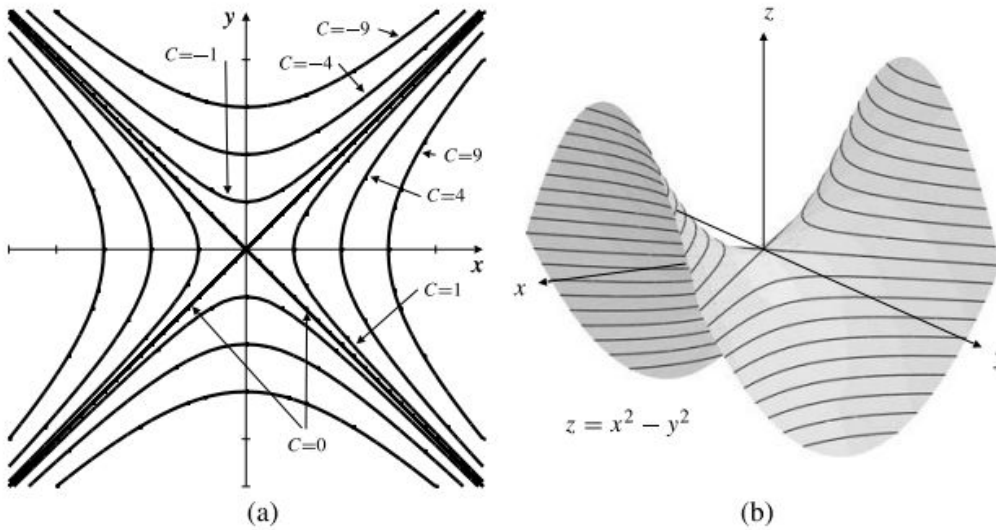 y
C=−9
C=−1
C=−4
C=9
C=4
x
C=1
C=0
(a)
z
x
y
z = x² − y²
(b)